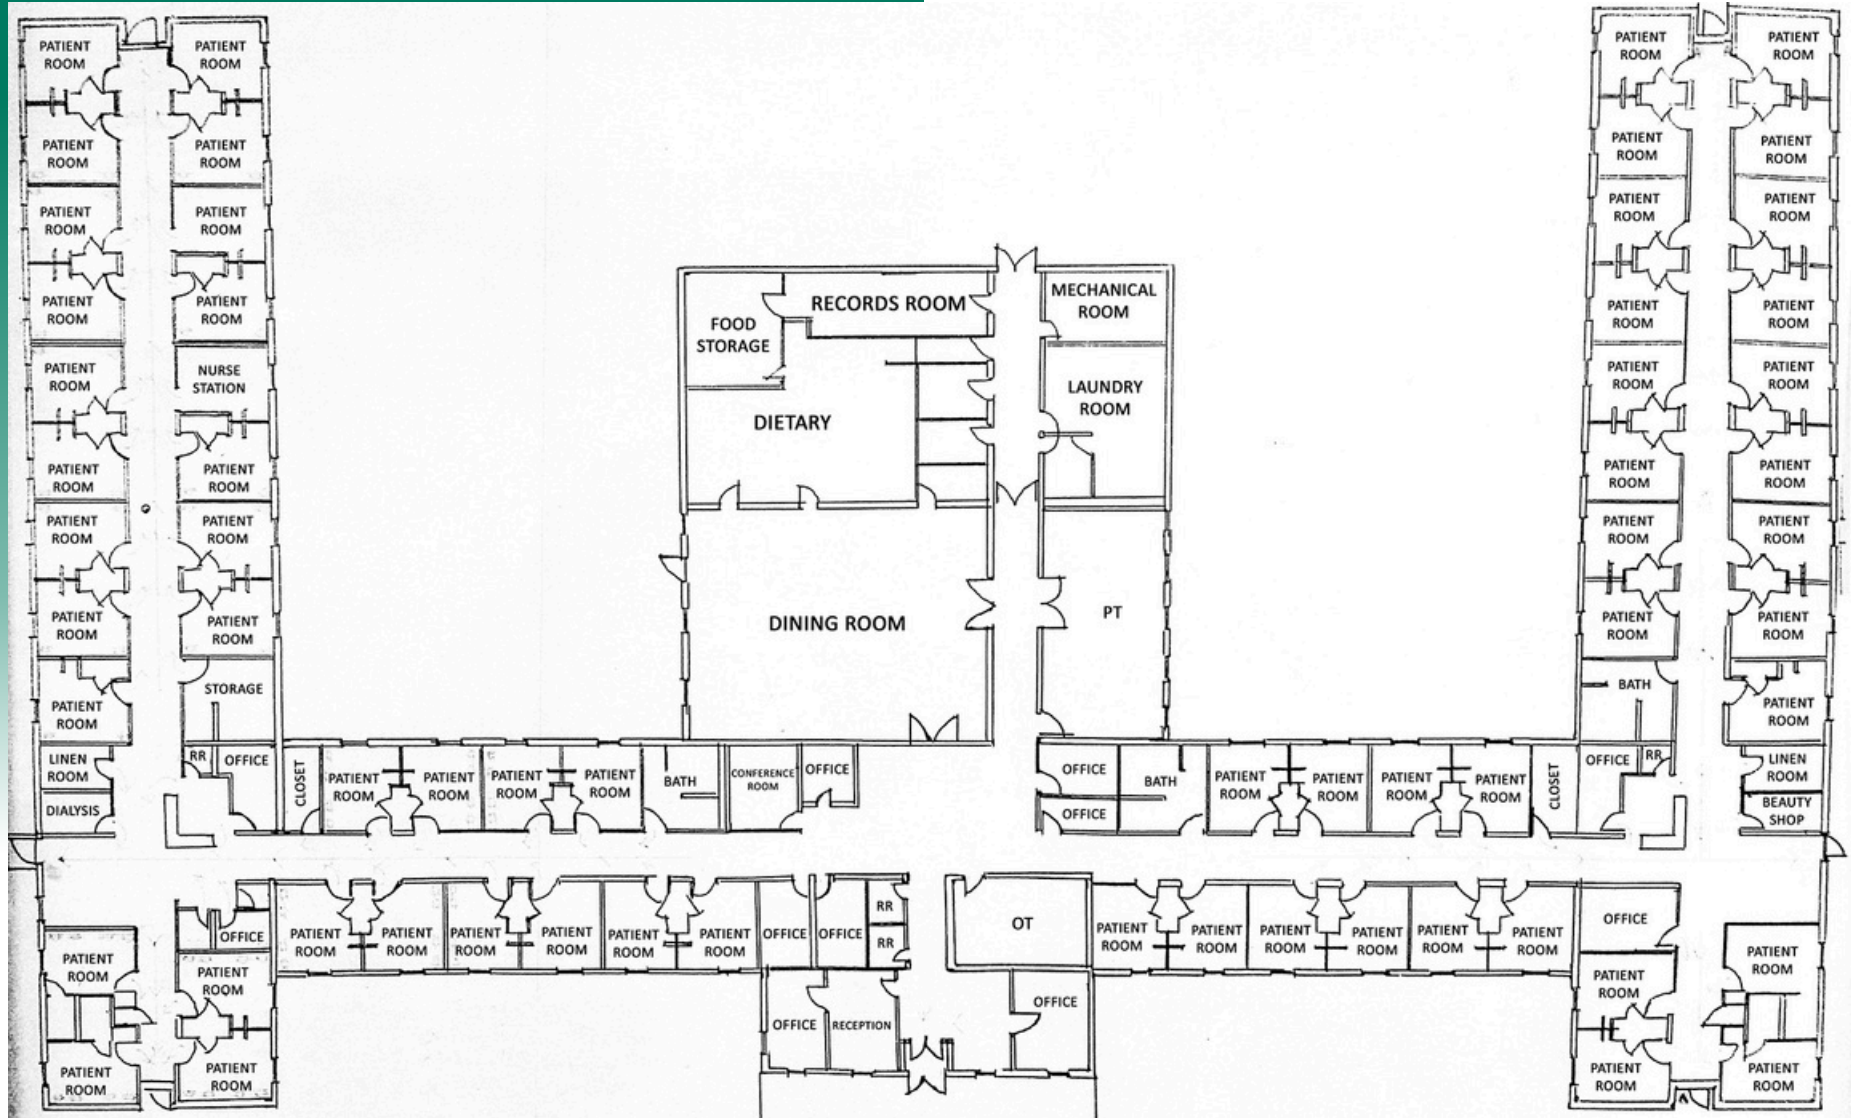 PATIENT
ROOM
PATIENT
ROOM
PATIENT
ROOM
PATIENT
ROOM
PATIENT
ROOM
PATIENT
ROOM
PATIENT
ROOM
PATIENT
ROOM
PATIENT
ROOM
NURSE
STATION
PATIENT
ROOM
PATIENT
ROOM
PATIENT
ROOM
PATIENT
ROOM
PATIENT
ROOM
PATIENT
ROOM
PATIENT
ROOM
STORAGE
LINEN
ROOM
DIALYSIS
RR
OFFICE
FOOD
STORAGE
RECORDS ROOM
MECHANICAL
ROOM
DIETARY
LAUNDRY
ROOM
DINING ROOM
PT
PATIENT
ROOM
PATIENT
ROOM
PATIENT
ROOM
PATIENT
ROOM
PATIENT
ROOM
PATIENT
ROOM
PATIENT
ROOM
PATIENT
ROOM
PATIENT
ROOM
PATIENT
ROOM
PATIENT
ROOM
PATIENT
ROOM
PATIENT
ROOM
PATIENT
ROOM
PATIENT
ROOM
PATIENT
ROOM
BATH
PATIENT
ROOM
OFFICE
RR
LINEN
ROOM
BEAUTY
SHOP
CLOSET
PATIENT
ROOM
PATIENT
ROOM
PATIENT
ROOM
PATIENT
ROOM
BATH
CONFERENCE
ROOM
OFFICE
OFFICE
OFFICE
BATH
PATIENT
ROOM
PATIENT
ROOM
PATIENT
ROOM
PATIENT
ROOM
CLOSET
OFFICE
PATIENT
ROOM
PATIENT
ROOM
PATIENT
ROOM
PATIENT
ROOM
PATIENT
ROOM
PATIENT
ROOM
OFFICE
OFFICE
RR
RR
OT
PATIENT
ROOM
PATIENT
ROOM
PATIENT
ROOM
PATIENT
ROOM
PATIENT
ROOM
PATIENT
ROOM
OFFICE
PATIENT
ROOM
PATIENT
ROOM
PATIENT
ROOM
PATIENT
ROOM
OFFICE
RECEPTION
OFFICE
PATIENT
ROOM
PATIENT
ROOM
PATIENT
ROOM
PATIENT
ROOM